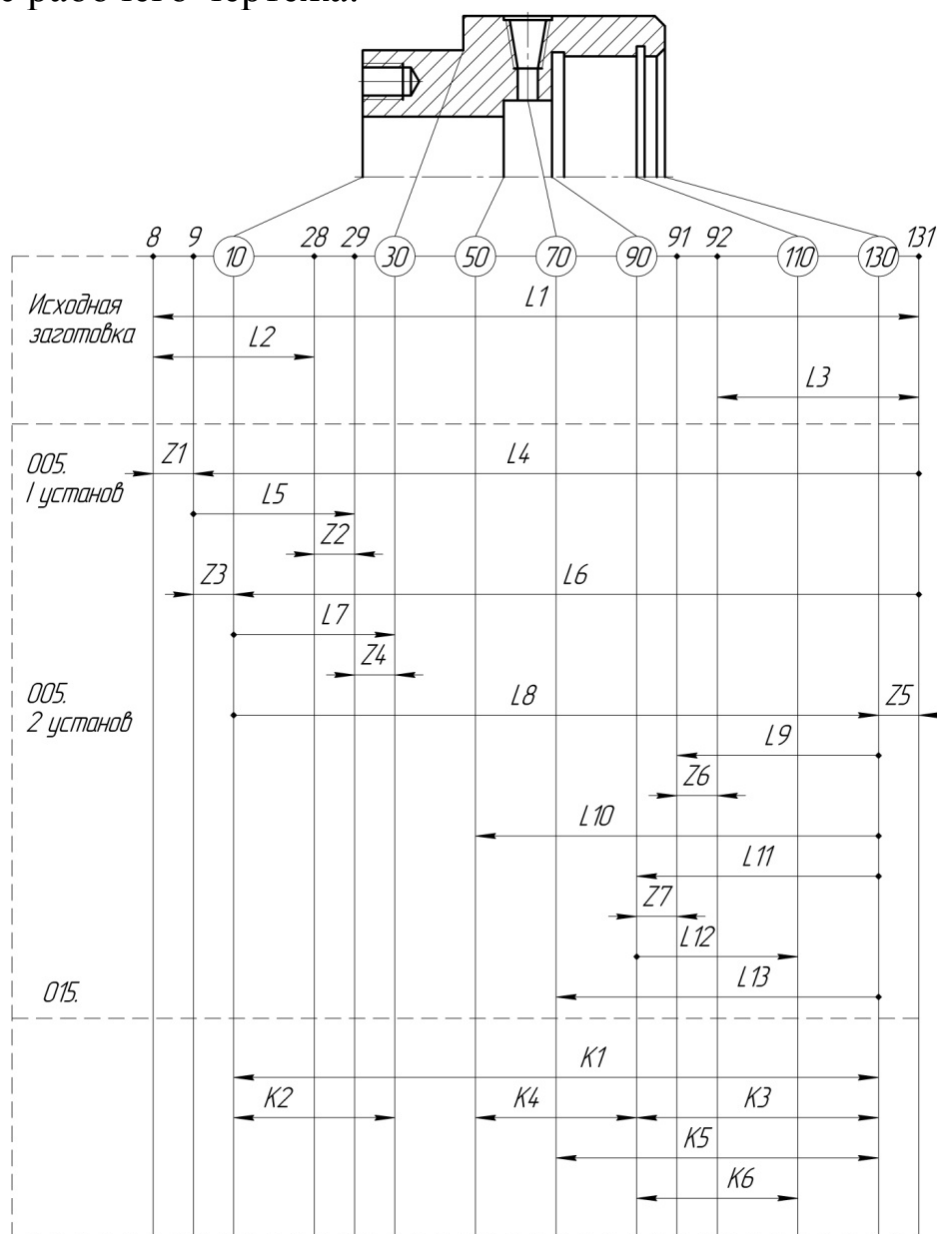 е рабочего чертежа.
8 9 10 28 29 30 50 70 90 91 92 110 130 131
Исходная
заготовка
L1
L2
L3
005.
1 установ
Z1
L4
L5
Z2
Z3
L6
L7
Z4
005.
2 установ
L8
Z5
L9
Z6
L10
L11
Z7
L12
015.
L13
K1
K2
K4
K3
K5
K6